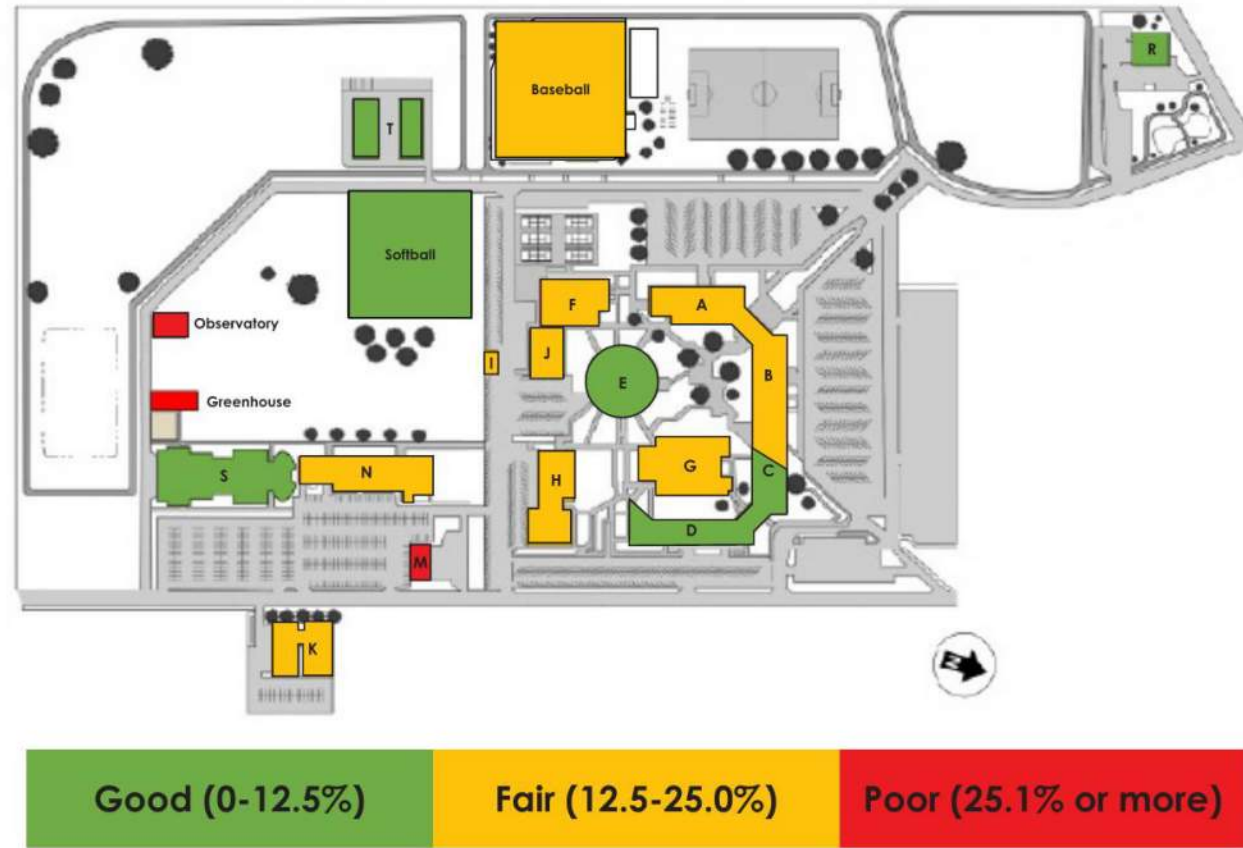 R
Baseball
T
Softball
F
A
Observatory
J
I
B
E
Greenhouse
S
N
H
G
C
D
M
K
N
Good (0-12.5%)
Fair (12.5-25.0%)
Poor (25.1% or more)